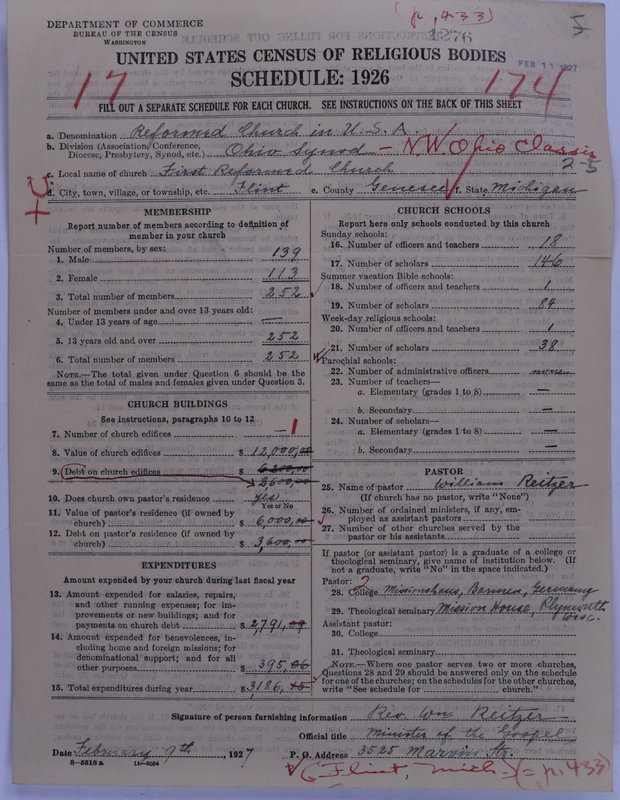 DEPARTMENT OF COMMERCE
BUREAU OF THE CENSUS
WASHINGTON
(p. 433)
1276
5
FEB 11 1927
UNITED STATES CENSUS OF RELIGIOUS BODIES
SCHEDULE: 1926
17
174
FILL OUT A SEPARATE SCHEDULE FOR EACH CHURCH. SEE INSTRUCTIONS ON THE BACK OF THIS SHEET
a. Denomination Reformed Church in U.S.A.
b. Division (Association, Conference, Diocese, Presbytery, Synod, etc.) Ohio Synod – N.W. Ohio Classis
2-5
c. Local name of church First Reformed Church
d. City, town, village, or township, etc. Flint e. County Genesee f. State Michigan
MEMBERSHIP
Report number of members according to definition of member in your church
Number of members, by sex:
1. Male 139
2. Female 113
3. Total number of members 252
Number of members under and over 13 years old:
4. Under 13 years of age —
5. 13 years old and over 252
6. Total number of members 252
NOTE.—The total given under Question 6 should be the same as the total of males and females given under Question 3.
CHURCH BUILDINGS
See instructions, paragraphs 10 to 12
7. Number of church edifices —1
8. Value of church edifices $ 12,000,00
9. Debt on church edifices $ 6,200,00
2,600,00
10. Does church own pastor's residence yes
Yes or No
11. Value of pastor's residence (if owned by church) $ 6,000,00
12. Debt on pastor's residence (if owned by church) $ 3,600,00
EXPENDITURES
Amount expended by your church during last fiscal year
13. Amount expended for salaries, repairs, and other running expenses; for improvements or new buildings; and for payments on church debt $ 2,791,09
14. Amount expended for benevolences, including home and foreign missions; for denominational support; and for all other purposes $ 395.06
15. Total expenditures during year $ 3186,15
CHURCH SCHOOLS
Report here only schools conducted by this church
Sunday schools:
16. Number of officers and teachers 18
17. Number of scholars 146
Summer vacation Bible schools:
18. Number of officers and teachers 1
19. Number of scholars 84
Week-day religious schools:
20. Number of officers and teachers 1
21. Number of scholars 38
Parochial schools:
22. Number of administrative officers
23. Number of teachers—
a. Elementary (grades 1 to 8) —
b. Secondary —
24. Number of scholars—
a. Elementary (grades 1 to 8) —
b. Secondary —
PASTOR
25. Name of pastor William Reitzer
(If church has no pastor, write "None")
26. Number of ordained ministers, if any, employed as assistant pastors
27. Number of other churches served by the pastor or his assistants
If pastor (or assistant pastor) is a graduate of a college or theological seminary, give name of institution below. (If not a graduate, write "No" in the space indicated.)
Pastor: 2
28. College Missionshaus, Barmen, Germany
29. Theological seminary Mission House, Plymouth Wisc.
Assistant pastor:
30. College
31. Theological seminary
NOTE.—Where one pastor serves two or more churches, Questions 28 and 29 should be answered only on the schedule for one of the churches; on the schedules for the other churches, write "See schedule for church."
Signature of person furnishing information Rev. Wm Reitzer
Official title Minister of the Gospel
Date February 9th, 1927 P. O. Address 3525 Marvin Str.
8—5518 a 11—9024
(Flint, Mich.) (= p. 433)